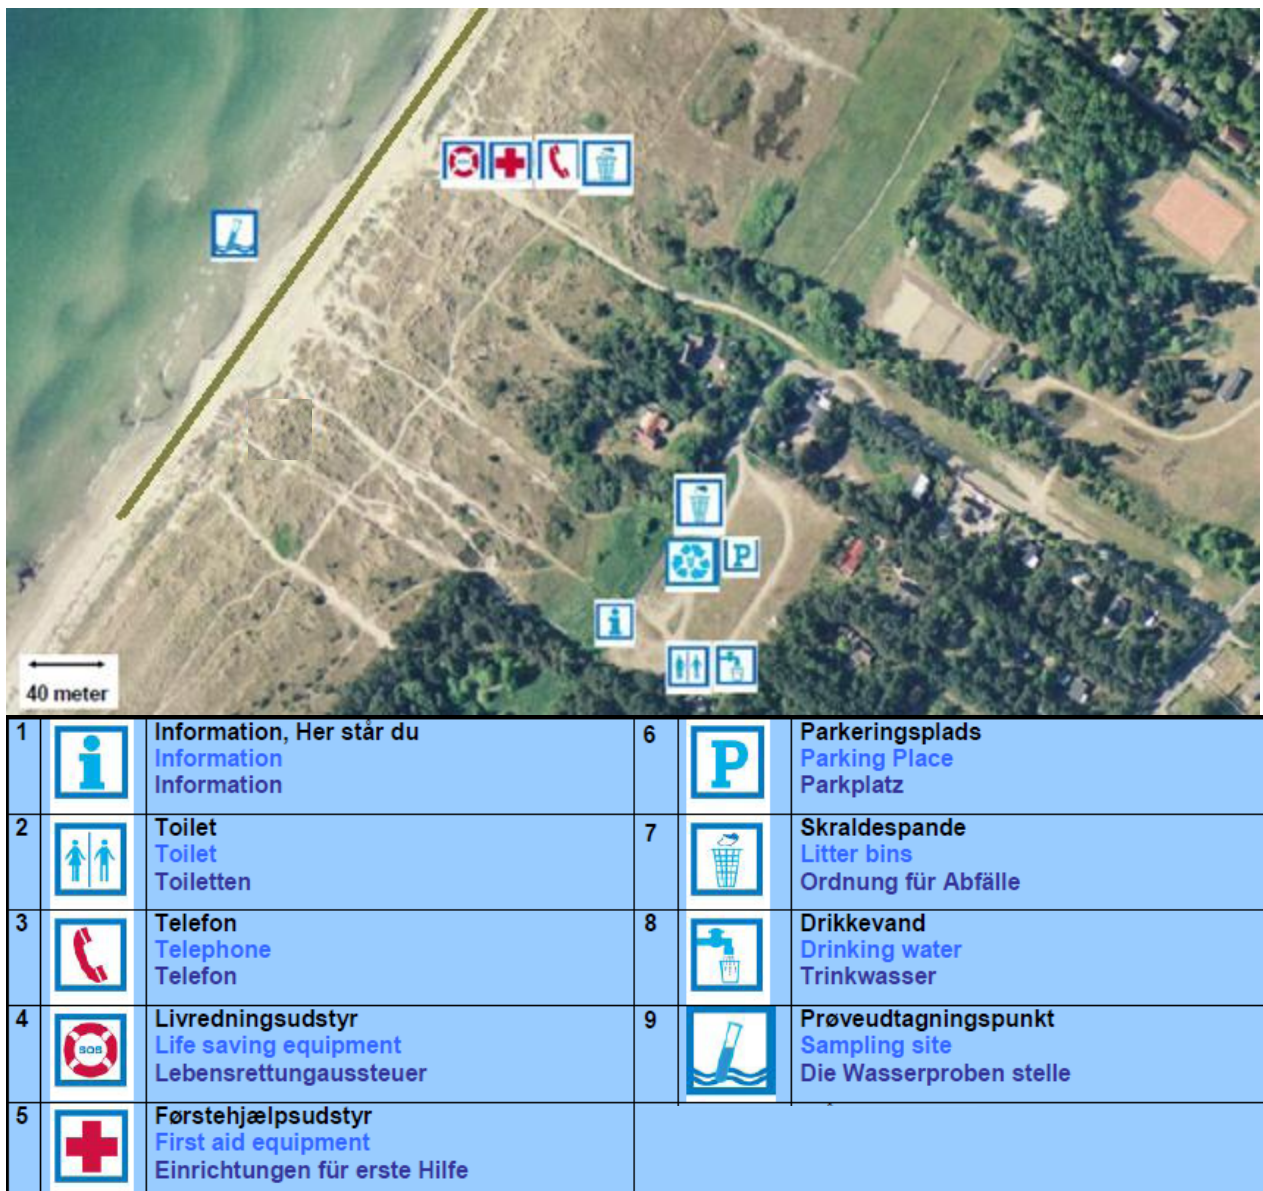 SOS
P
i
40 meter
1
i
Information, Her står du
Information
Information
6
P
Parkeringsplads
Parking Place
Parkplatz
2
Toilet
Toilet
Toiletten
7
Skraldespande
Litter bins
Ordnung für Abfälle
3
Telefon
Telephone
Telefon
8
Drikkevand
Drinking water
Trinkwasser
4
SOS
Livredningsudstyr
Life saving equipment
Lebensrettungaussteuer
9
Prøveudtagningspunkt
Sampling site
Die Wasserproben stelle
5
Førstehjælpsudstyr
First aid equipment
Einrichtungen für erste Hilfe